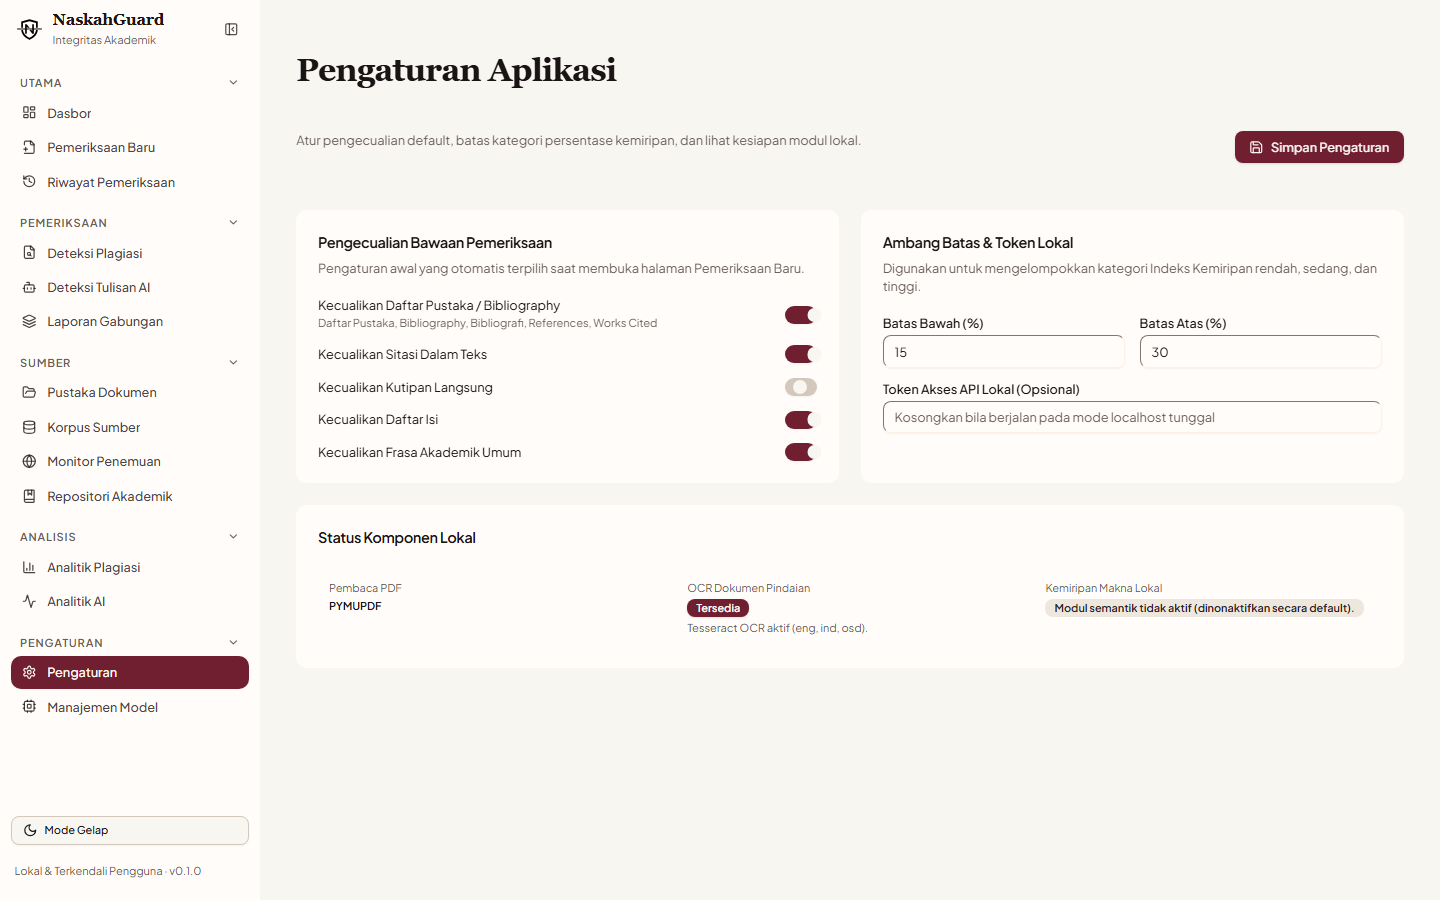 NaskahGuard
Integritas Akademik
UTAMA
Dasbor
Pemeriksaan Baru
Riwayat Pemeriksaan
PEMERIKSAAN
Deteksi Plagiasi
Deteksi Tulisan AI
Laporan Gabungan
SUMBER
Pustaka Dokumen
Korpus Sumber
Monitor Penemuan
Repositori Akademik
ANALISIS
Analitik Plagiasi
Analitik AI
PENGATURAN
Pengaturan
Manajemen Model
Mode Gelap
Lokal & Terkendali Pengguna · v0.1.0
Pengaturan Aplikasi
Atur pengecualian default, batas kategori persentase kemiripan, dan lihat kesiapan modul lokal.
Simpan Pengaturan
Pengecualian Bawaan Pemeriksaan
Pengaturan awal yang otomatis terpilih saat membuka halaman Pemeriksaan Baru.
Kecualikan Daftar Pustaka / Bibliography
Daftar Pustaka, Bibliography, Bibliografi, References, Works Cited
Kecualikan Sitasi Dalam Teks
Kecualikan Kutipan Langsung
Kecualikan Daftar Isi
Kecualikan Frasa Akademik Umum
Ambang Batas & Token Lokal
Digunakan untuk mengelompokkan kategori Indeks Kemiripan rendah, sedang, dan
tinggi.
Batas Bawah (%)
Batas Atas (%)
15
30
Token Akses API Lokal (Opsional)
Kosongkan bila berjalan pada mode localhost tunggal
Status Komponen Lokal
Pembaca PDF
PYMUPDF
OCR Dokumen Pindaian
Tersedia
Tesseract OCR aktif (eng, ind, osd).
Kemiripan Makna Lokal
Modul semantik tidak aktif (dinonaktifkan secara default).